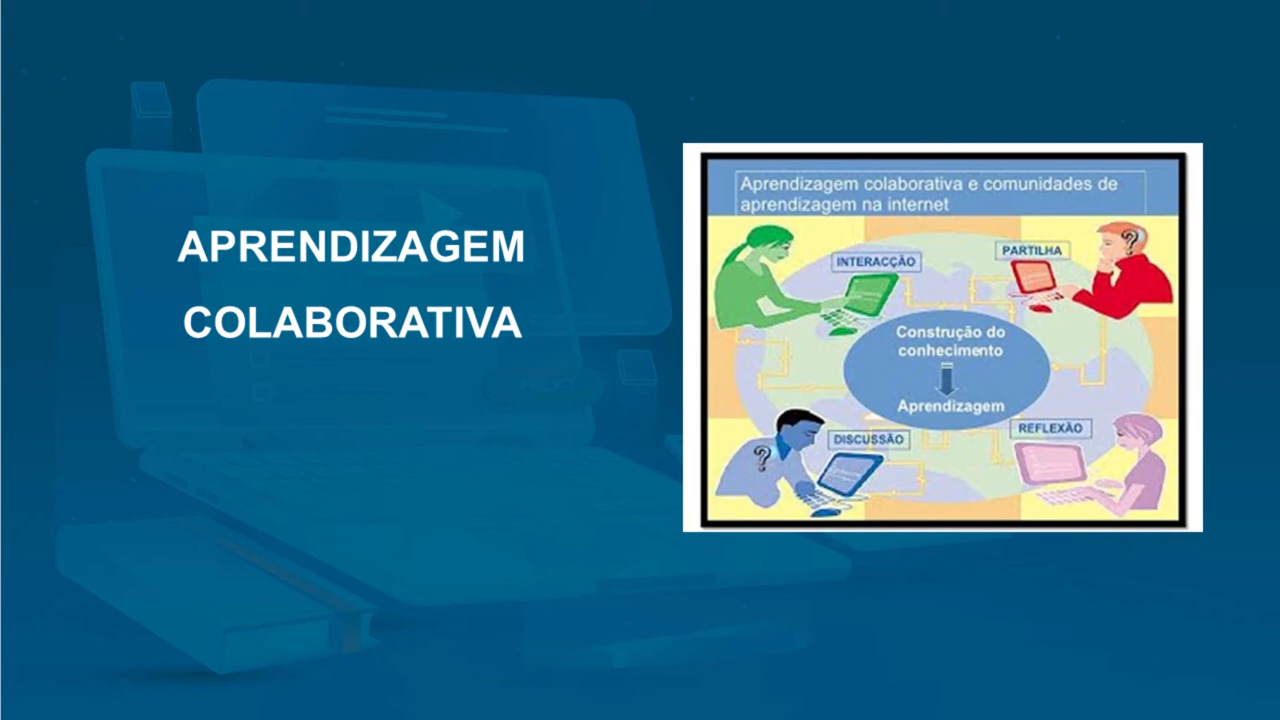 APRENDIZAGEM
COLABORATIVA
Aprendizagem colaborativa e comunidades de
aprendizagem na internet
INTERACÇÃO
PARTILHA
Construção do
conhecimento
Aprendizagem
DISCUSSÃO
REFLEXÃO